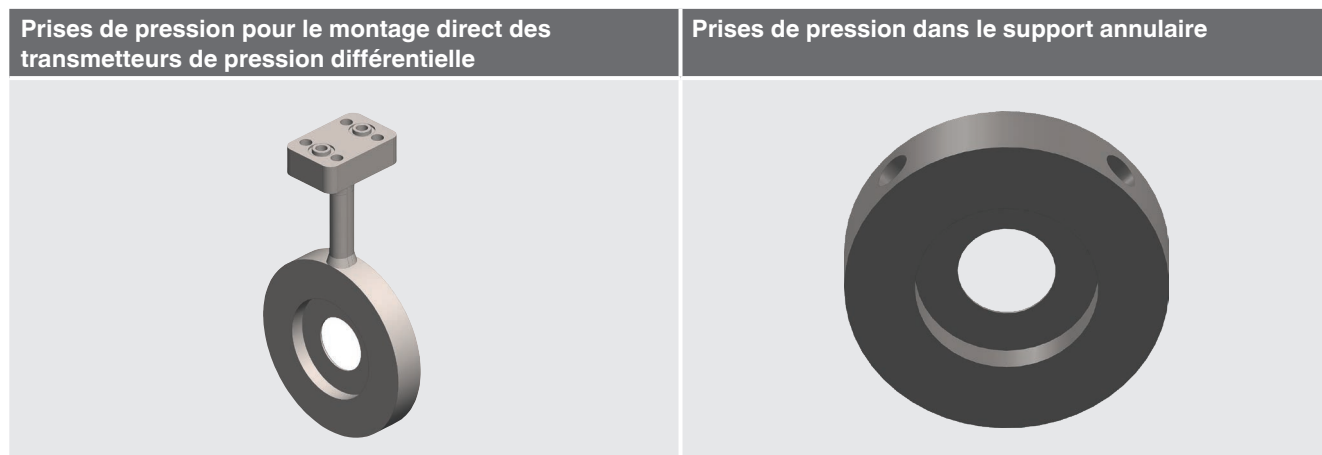 Prises de pression pour le montage direct des
transmetteurs de pression différentielle
Prises de pression dans le support annulaire